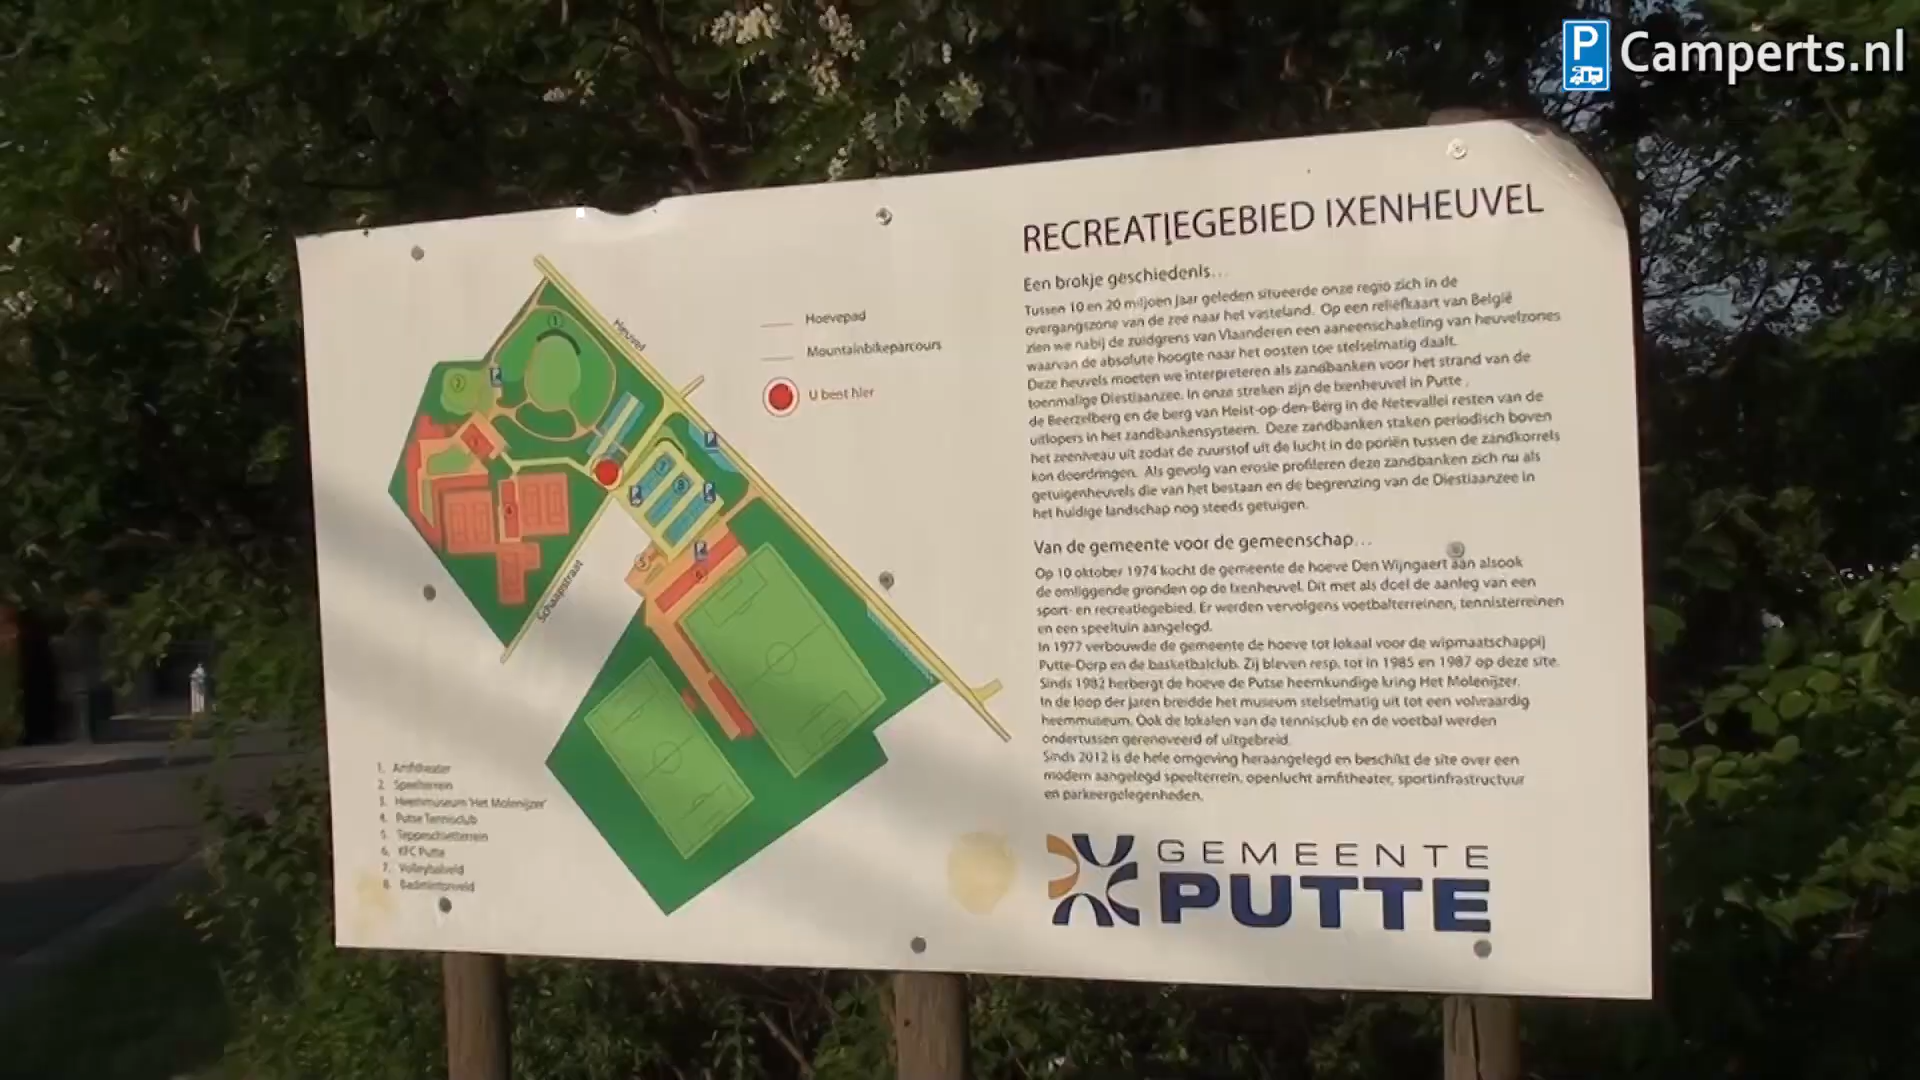 Camperts.nl
RECREATIEGEBIED IXENHEUVEL
Een brokje geschiedenis...
Tussen 10 en 20 miljoen jaar geleden situeerde onze regio zich in de
overgangszone van de zee naar het vasteland. Op een reliëfkaart van België
zien we nabij de zuidgrens van Vlaanderen een aaneenschakeling van heuvelzones
waarvan de absolute hoogte naar het oosten toe stelselmatig daalt.
Deze heuvels moeten we interpreteren als zandbanken voor het strand van de
toenmalige Diestiaanzee. In onze streken zijn de Ixenheuvel in Putte ,
de Beerzelberg en de berg van Heist-op-den-Berg in de Netevallei resten van de
uitlopers in het zandbankensysteem. Deze zandbanken staken periodisch boven
het zeeniveau uit zodat de zuurstof uit de lucht in de poriën tussen de zandkorrels
kon doordringen. Als gevolg van erosie profileren deze zandbanken zich nu als
getuigenheuvels die van het bestaan en de begrenzing van de Diestiaanzee in
het huidige landschap nog steeds getuigen.
Van de gemeente voor de gemeenschap...
Op 10 oktober 1974 kocht de gemeente de hoeve Den Wijngaert aan alsook
de omliggende gronden op de Ixenheuvel. Dit met als doel de aanleg van een
sport- en recreatiegebied. Er werden vervolgens voetbalterreinen, tennisterreinen
en een speeltuin aangelegd.
In 1977 verbouwde de gemeente de hoeve tot lokaal voor de wipmaatschappij
Putte-Dorp en de basketbalclub. Zij bleven resp. tot in 1985 en 1987 op deze site.
Sinds 1982 herbergt de hoeve de Putse heemkundige kring Het Molenijzer.
In de loop der jaren breidde het museum stelselmatig uit tot een volwaardig
heemmuseum. Ook de lokalen van de tennisclub en de voetbal werden
ondertussen gerenoveerd of uitgebreid.
Sinds 2012 is de hele omgeving heraangelegd en beschikt de site over een
modern aangelegd speelterrein, openlucht amfitheater, sportinfrastructuur
en parkeergelegenheden.
GEMEENTE
PUTTE
Hoevepad
Mountainbikeparcours
U bent hier
Heuvel
Schaapstraat
1. Amfitheater
2. Speelterrein
3. Heemmuseum 'Het Molenijzer'
4. Putse Tennisclub
5.
6. KFC Putte
7. Volleybalveld
8. Badmintonveld